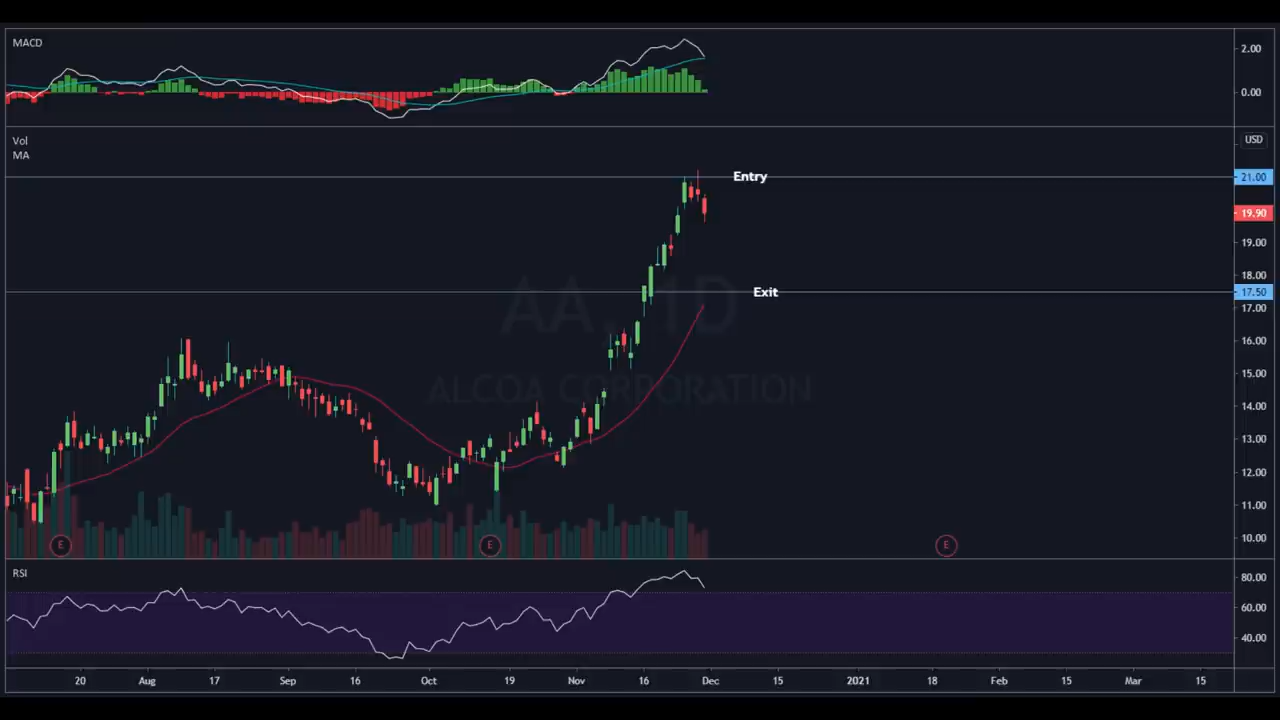 MACD
2.00
0.00
Vol
MA
USD
Entry
21.00
19.90
19.00
18.00
Exit
17.50
17.00
16.00
15.00
14.00
13.00
12.00
11.00
10.00
AA, 1D
ALCOA CORPORATION
E E E
RSI
80.00
60.00
40.00
20 Aug 17 Sep 16 Oct 19 Nov 16 Dec 15 2021 18 Feb 15 Mar 15